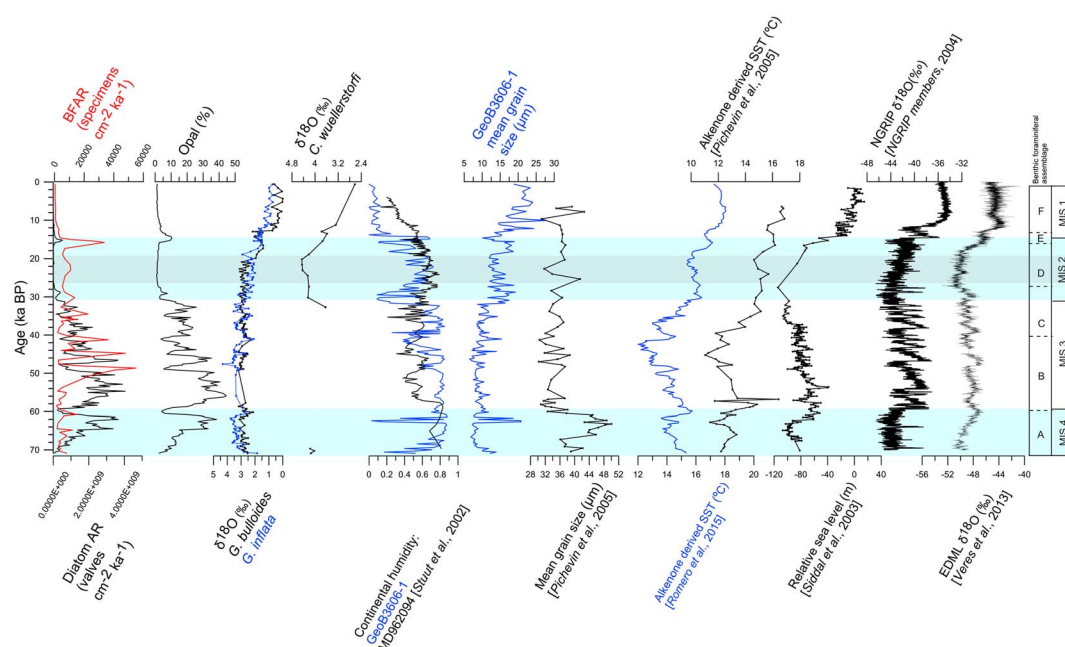 BFAR
(specimens
cm-2 ka-1)
0
20000
40000
60000
Opal (%)
0
10
20
30
40
50
δ18O (‰)
C. wuellerstorfi
4.8
4
3.2
2.4
GeoB3606-1
mean grain
size (μm)
5
10
15
20
25
30
Alkenone derived SST (ºC)
[Pichevin et al., 2005]
10
12
14
16
18
NGRIP δ18O(‰)
[NGRIP members, 2004]
-48
-44
-40
-36
-32
Benthic foraminiferal
assemblage
Age (ka BP)
0
10
20
30
40
50
60
70
F
E
D
C
B
A
MIS 1
MIS 2
MIS 3
MIS 4
0.0000E+000
2.0000E+009
4.0000E+009
Diatom AR
(valves
cm-2 ka-1)
5
4
3
2
1
0
δ18O (‰)
G. bulloides
G. inflata
0
0.2
0.4
0.6
0.8
1
Continental humidity:
GeoB3606-1
MD962094 [Stuut et al., 2002]
28
32
36
40
44
48
52
Mean grain size (μm)
[Pichevin et al., 2005]
12
14
16
18
20
Alkenone derived SST (ºC)
[Romero et al., 2015]
-120
-80
-40
0
40
Relative sea level (m)
[Siddal et al., 2003]
-56
-52
-48
-44
-40
EDML δ18O (‰)
[Veres et al., 2013]